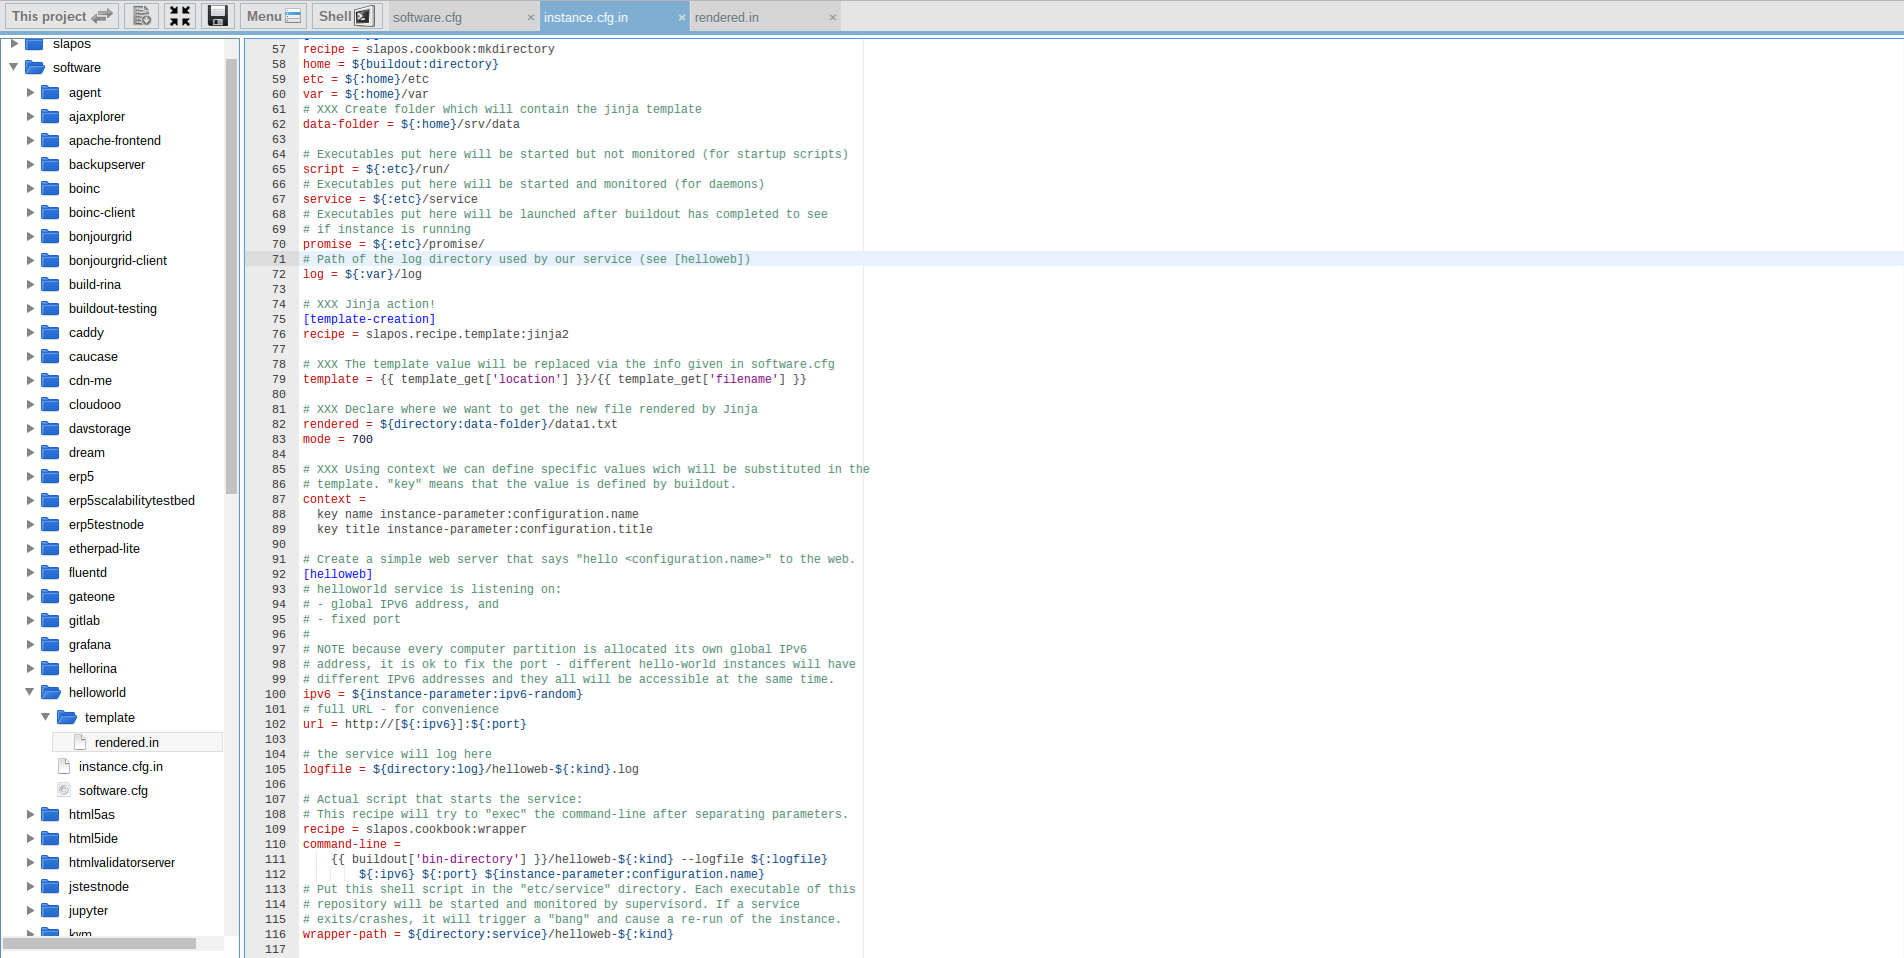 This project
Menu
Shell
software.cfg ×
instance.cfg.in ×
rendered.in ×
slapos
software
agent
ajaxplorer
apache-frontend
backupserver
boinc
boinc-client
bonjourgrid
bonjourgrid-client
build-rina
buildout-testing
caddy
caucase
cdn-me
cloudooo
davstorage
dream
erp5
erp5scalabilitytestbed
erp5testnode
etherpad-lite
fluentd
gateone
gitlab
grafana
hellorina
helloworld
template
rendered.in
instance.cfg.in
software.cfg
html5as
html5ide
htmlvalidatorserver
jstestnode
jupyter
kvm
57 recipe = slapos.cookbook:mkdirectory
58 home = ${buildout:directory}
59 etc = ${:home}/etc
60 var = ${:home}/var
61 # XXX Create folder which will contain the jinja template
62 data-folder = ${:home}/srv/data
63
64 # Executables put here will be started but not monitored (for startup scripts)
65 script = ${:etc}/run/
66 # Executables put here will be started and monitored (for daemons)
67 service = ${:etc}/service
68 # Executables put here will be launched after buildout has completed to see
69 # if instance is running
70 promise = ${:etc}/promise/
71 # Path of the log directory used by our service (see [helloweb])
72 log = ${:var}/log
73
74 # XXX Jinja action!
75 [template-creation]
76 recipe = slapos.recipe.template:jinja2
77
78 # XXX The template value will be replaced via the info given in software.cfg
79 template = {{ template_get['location'] }}/{{ template_get['filename'] }}
80
81 # XXX Declare where we want to get the new file rendered by Jinja
82 rendered = ${directory:data-folder}/data1.txt
83 mode = 700
84
85 # XXX Using context we can define specific values wich will be substituted in the
86 # template. "key" means that the value is defined by buildout.
87 context =
88 key name instance-parameter:configuration.name
89 key title instance-parameter:configuration.title
90
91 # Create a simple web server that says "hello <configuration.name>" to the web.
92 [helloweb]
93 # helloworld service is listening on:
94 # - global IPv6 address, and
95 # - fixed port
96 #
97 # NOTE because every computer partition is allocated its own global IPv6
98 # address, it is ok to fix the port - different hello-world instances will have
99 # different IPv6 addresses and they all will be accessible at the same time.
100 ipv6 = ${instance-parameter:ipv6-random}
101 # full URL - for convenience
102 url = http://[${:ipv6}]:${:port}
103
104 # the service will log here
105 logfile = ${directory:log}/helloweb-${:kind}.log
106
107 # Actual script that starts the service:
108 # This recipe will try to "exec" the command-line after separating parameters.
109 recipe = slapos.cookbook:wrapper
110 command-line =
111 {{ buildout['bin-directory'] }}/helloweb-${:kind} --logfile ${:logfile}
112 ${:ipv6} ${:port} ${instance-parameter:configuration.name}
113 # Put this shell script in the "etc/service" directory. Each executable of this
114 # repository will be started and monitored by supervisord. If a service
115 # exits/crashes, it will trigger a "bang" and cause a re-run of the instance.
116 wrapper-path = ${directory:service}/helloweb-${:kind}
117